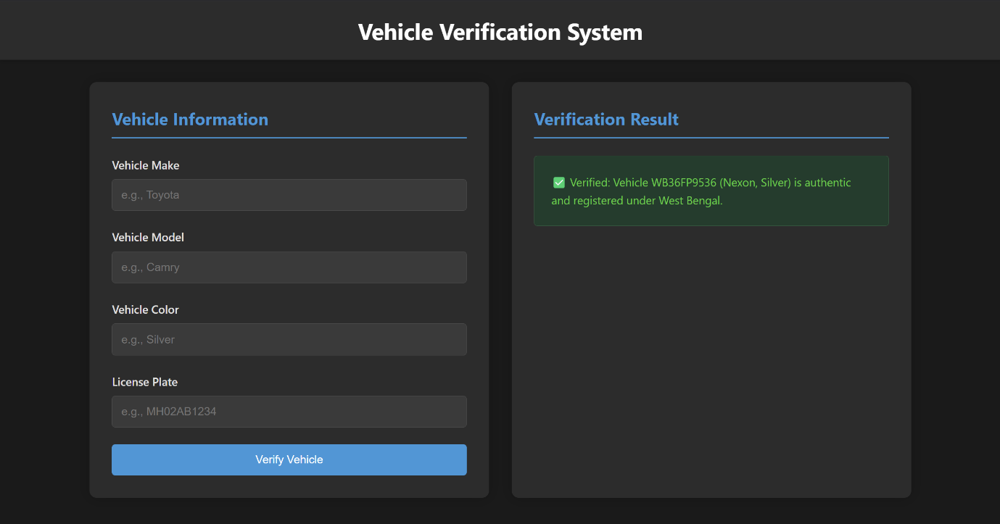 Vehicle Verification System
Vehicle Information
Vehicle Make
e.g., Toyota
Vehicle Model
e.g., Camry
Vehicle Color
e.g., Silver
License Plate
e.g., MH02AB1234
Verify Vehicle
Verification Result
✅ Verified: Vehicle WB36FP9536 (Nexon, Silver) is authentic
and registered under West Bengal.